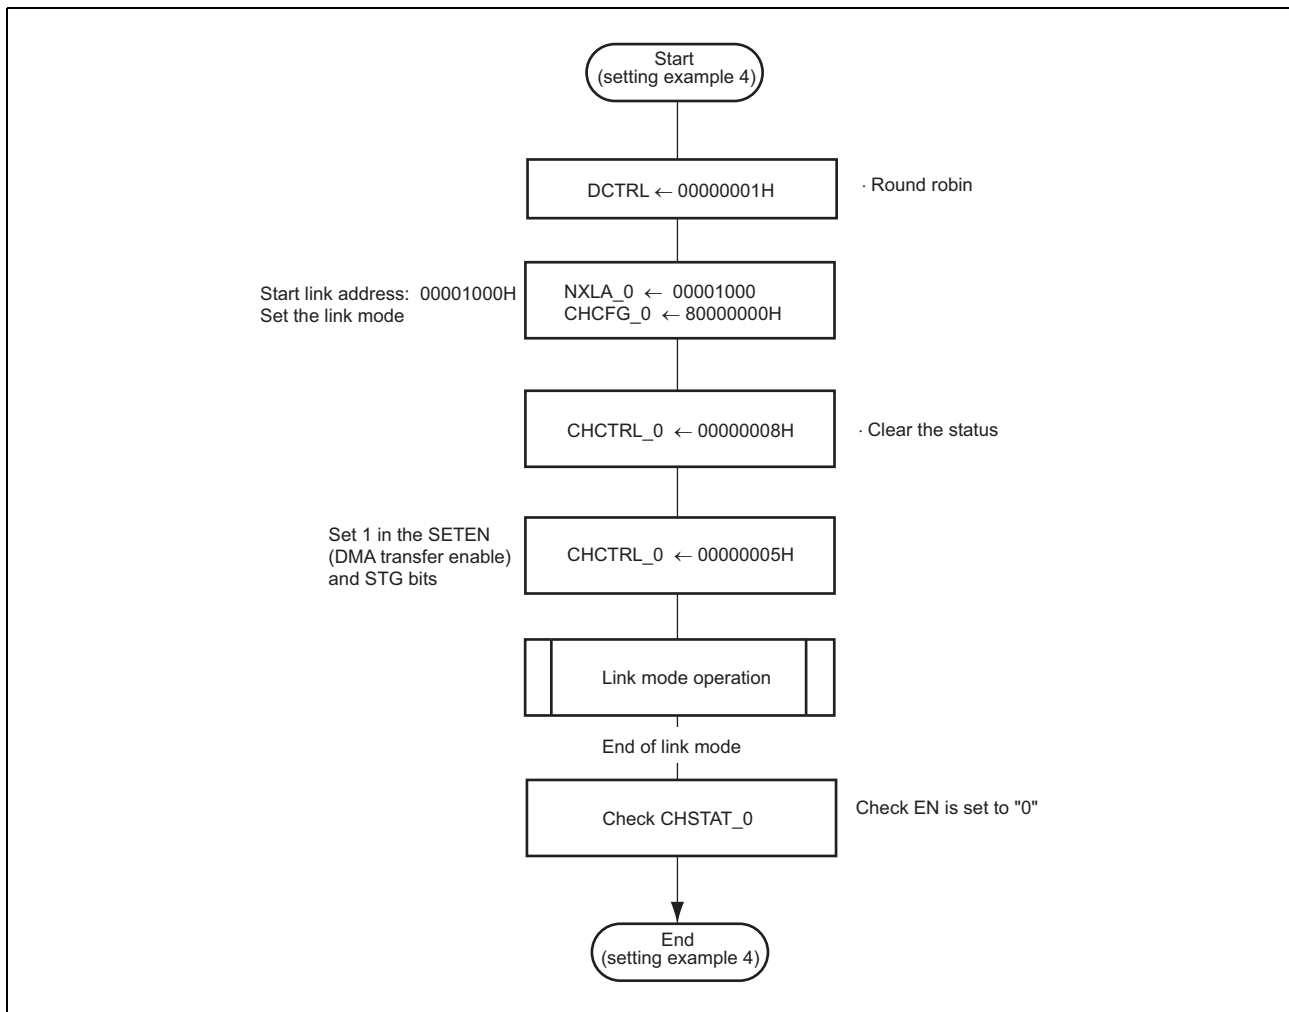 Start
(setting example 4)
DCTRL ← 00000001H
· Round robin
Start link address: 00001000H
Set the link mode
NXLA_0 ← 00001000
CHCFG_0 ← 80000000H
CHCTRL_0 ← 00000008H
· Clear the status
Set 1 in the SETEN
(DMA transfer enable)
and STG bits
CHCTRL_0 ← 00000005H
Link mode operation
End of link mode
Check CHSTAT_0
Check EN is set to "0"
End
(setting example 4)